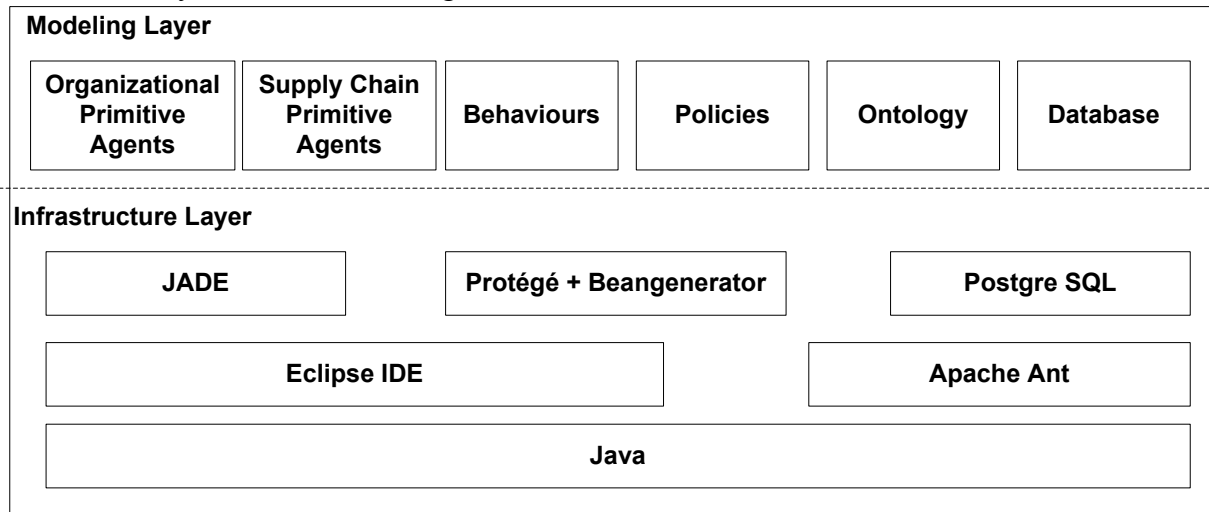 Modeling Layer
Organizational
Primitive
Agents
Supply Chain
Primitive
Agents
Behaviours
Policies
Ontology
Database
Infrastructure Layer
JADE
Protégé + Beangenerator
Postgre SQL
Eclipse IDE
Apache Ant
Java